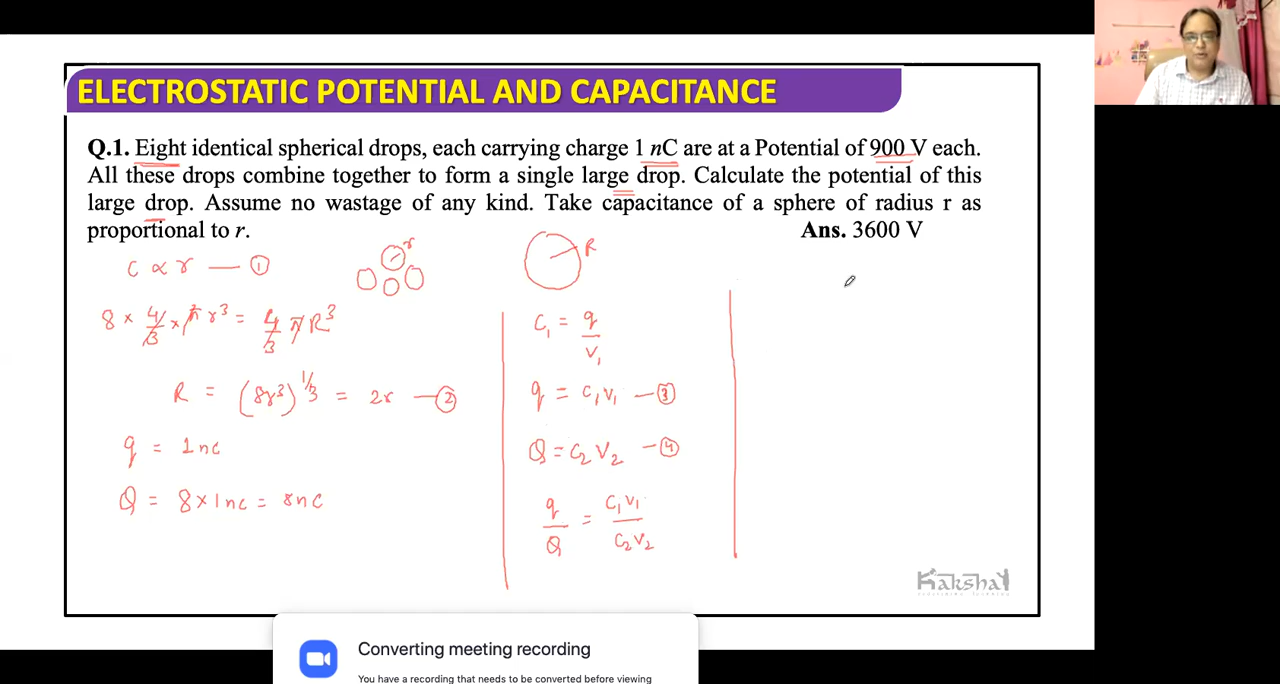 ELECTROSTATIC POTENTIAL AND CAPACITANCE
Q.1. Eight identical spherical drops, each carrying charge 1 nC are at a Potential of 900 V each.
All these drops combine together to form a single large drop. Calculate the potential of this
large drop. Assume no wastage of any kind. Take capacitance of a sphere of radius r as
proportional to r.
Ans. 3600 V
C ∝ r — ①
r
R
8 × 4/3 × π r³ = 4/3 π R³
R = (8r³)^1/3 = 2r — ②
q = 1nc
Q = 8 × 1nc = 8nC
C₁ = q/V₁
q = C₁V₁ — ③
Q = C₂V₂ — ④
q/Q = C₁V₁/C₂V₂
Kaksha
Converting meeting recording
You have a recording that needs to be converted before viewing